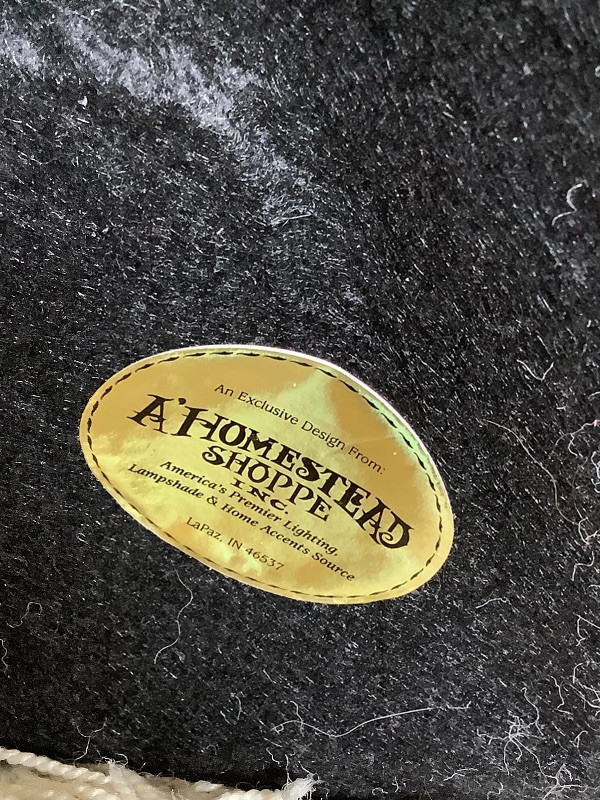 An Exclusive Design From:
A'HOMESTEAD
SHOPPE
INC.
America's Premier Lighting,
Lampshade & Home Accents Source
LaPaz, IN 46537